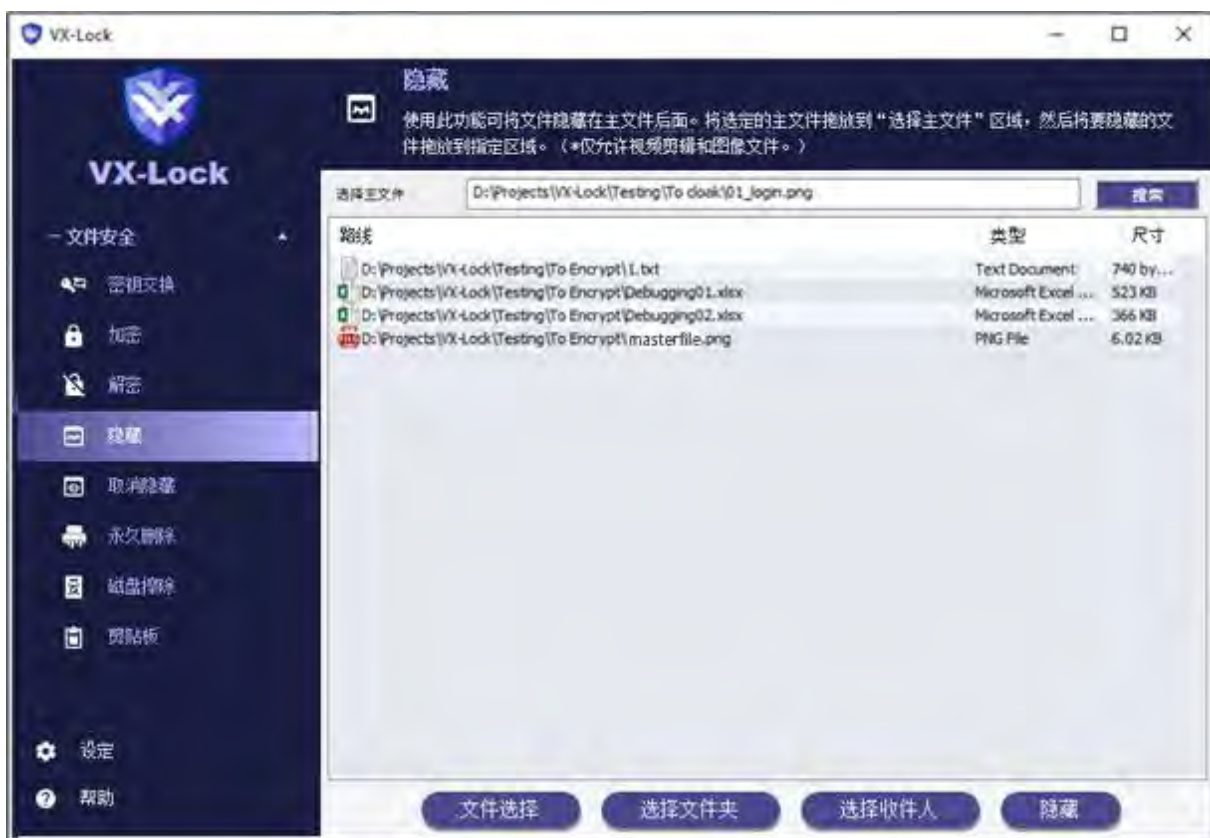 VX-Lock
VX-Lock
一 文件安全
密钥交换
加密
解密
隐藏
取消隐藏
永久删除
磁盘擦除
剪贴板
设定
帮助
隐藏
使用此功能可将文件隐藏在主文件后面。将选定的主文件拖放到“选择主文件”区域，然后将要隐藏的文
件拖放到指定区域。（*仅允许视频剪辑和图像文件。）
选择主文件 D:\Projects\VX-Lock\Testing\To cloak\01_login.png 搜索
路线 类型 尺寸
D:\Projects\VX-Lock\Testing\To Encrypt\1.txt Text Document 740 by...
D:\Projects\VX-Lock\Testing\To Encrypt\Debugging01.xlsx Microsoft Excel ... 523 KB
D:\Projects\VX-Lock\Testing\To Encrypt\Debugging02.xlsx Microsoft Excel ... 366 KB
D:\Projects\VX-Lock\Testing\To Encrypt\masterfile.png PNG File 6.02 KB
文件选择 选择文件夹 选择收件人 隐藏